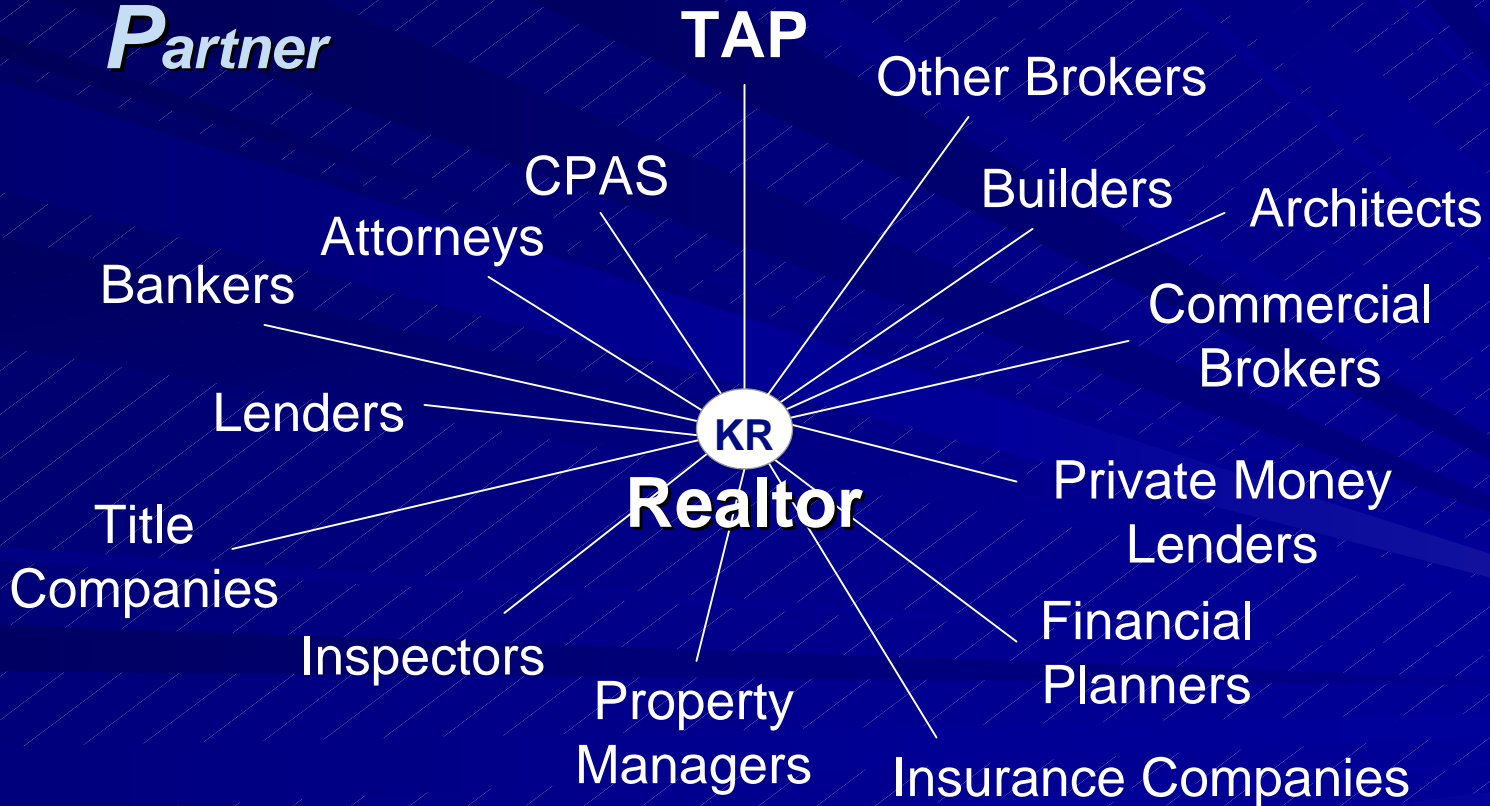 Partner
TAP
Other Brokers
CPAS
Builders
Architects
Attorneys
Bankers
Commercial
Brokers
Lenders
KR
Realtor
Private Money
Lenders
Title
Companies
Financial
Planners
Inspectors
Property
Managers
Insurance Companies